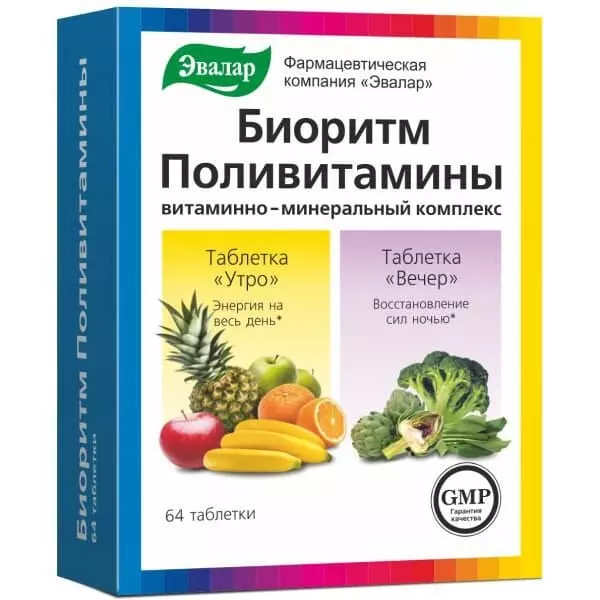 Эвалар
Фармацевтическая
компания «Эвалар»
Биоритм
Поливитамины
витаминно-минеральный комплекс
Таблетка
«Утро»
Энергия на
весь день*
Таблетка
«Вечер»
Восстановление
сил ночью*
64 таблетки
GMP
Гарантия
качества
Биоритм Поливитамины
64 таблетки